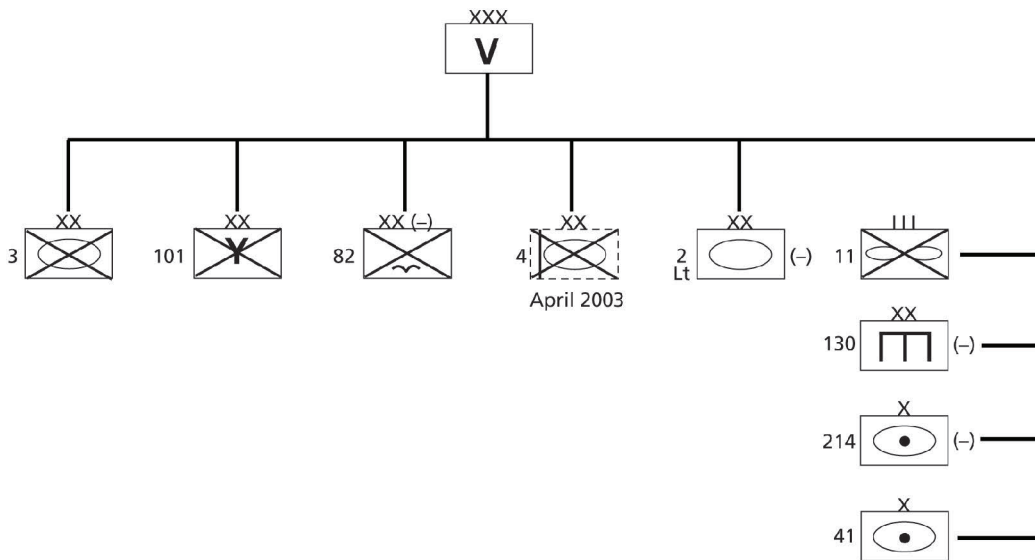 XXX
V
XX XX XX (–) XX XX III
3 101 Y 82 4 2 (–) 11
Lt
April 2003
XX
130 (–)
X
214 (–)
X
41